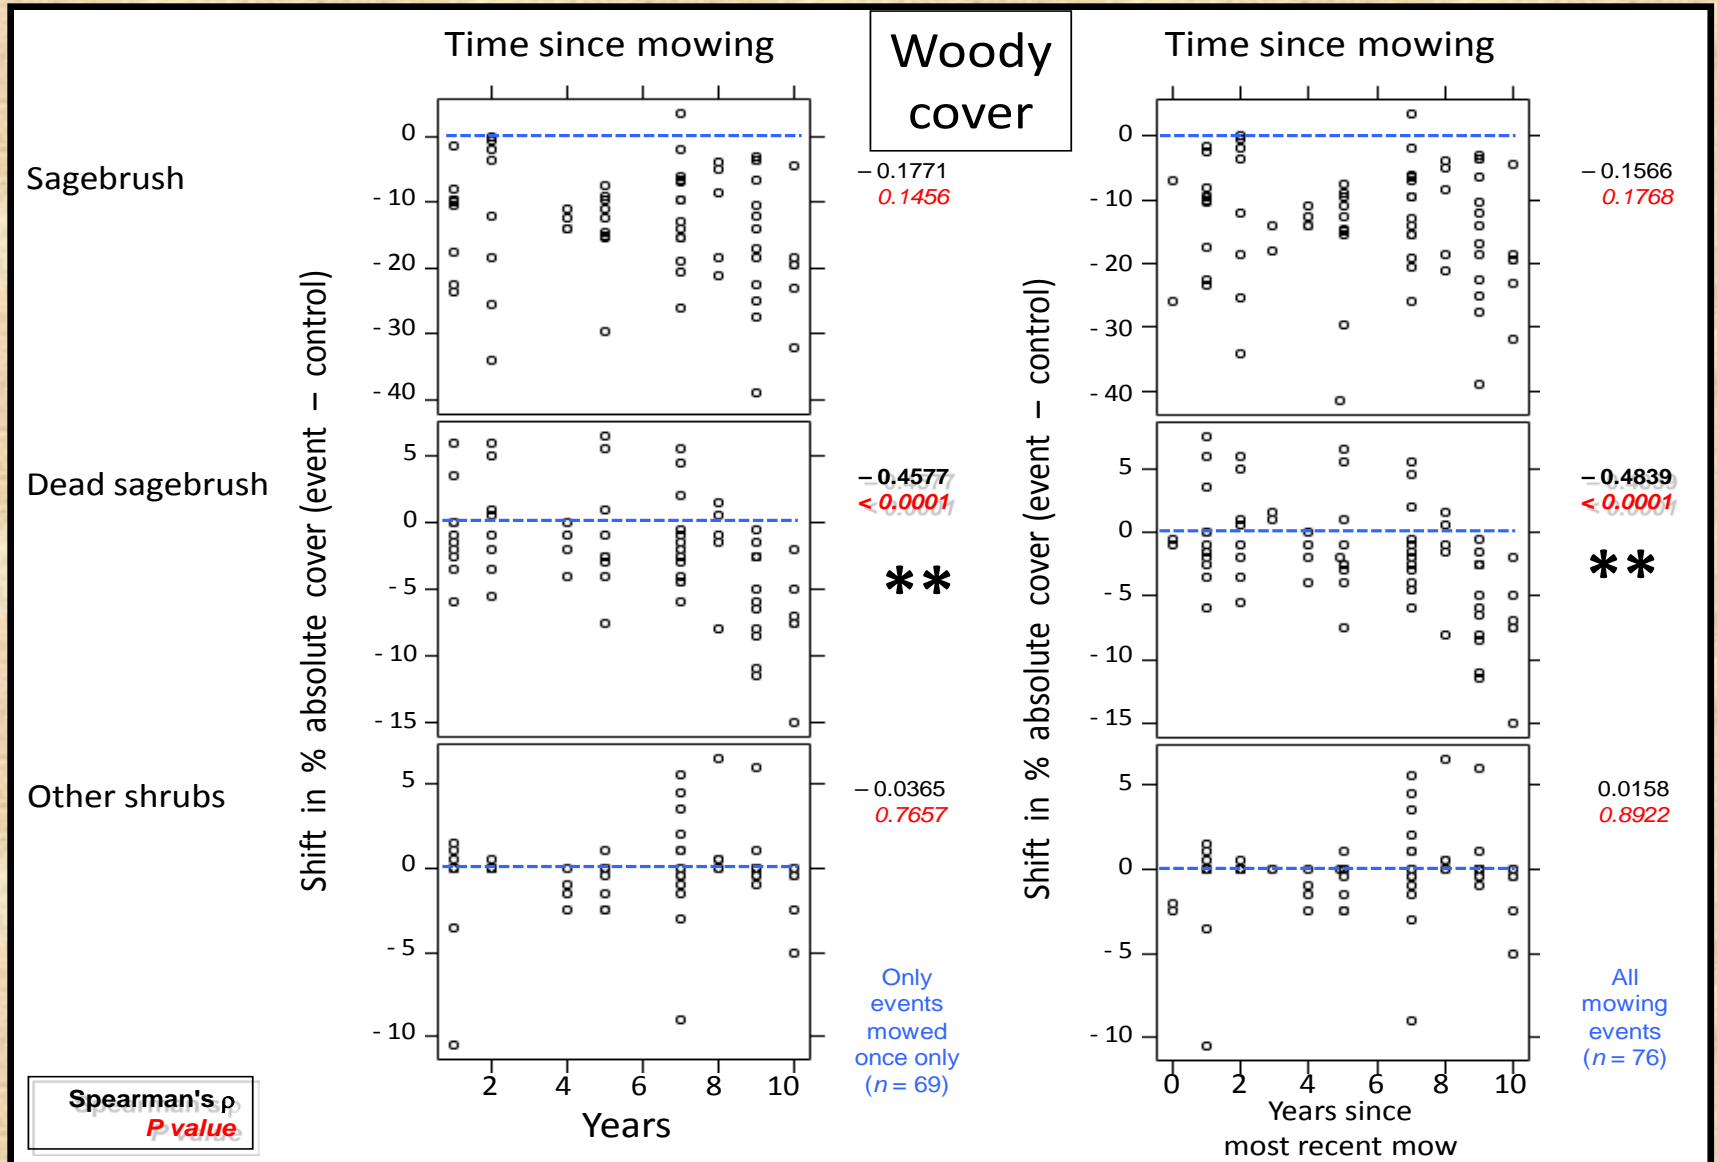 Time since mowing
Woody
cover
Time since mowing
Sagebrush
Shift in % absolute cover (event – control)
0
- 10
- 20
- 30
- 40
– 0.1771
0.1456
Shift in % absolute cover (event – control)
0
- 10
- 20
- 30
- 40
– 0.1566
0.1768
Dead sagebrush
5
0
- 5
- 10
- 15
– 0.4577
< 0.0001
**
5
0
- 5
- 10
- 15
– 0.4839
< 0.0001
**
Other shrubs
5
0
- 5
- 10
– 0.0365
0.7657
Only
events
mowed
once only
(n = 69)
5
0
- 5
- 10
0.0158
0.8922
All
mowing
events
(n = 76)
2 4 6 8 10
Years
0 2 4 6 8 10
Years since
most recent mow
Spearman's ρ
P value